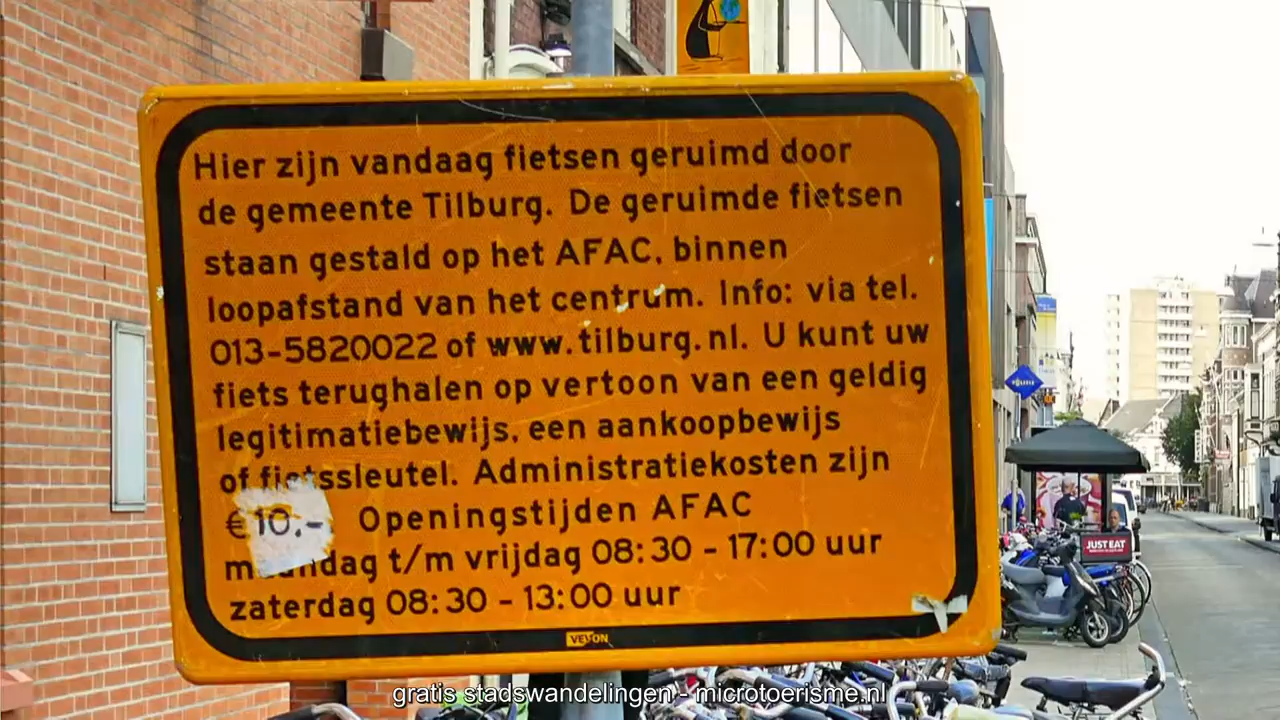 Hier zijn vandaag fietsen geruimd door
de gemeente Tilburg. De geruimde fietsen
staan gestald op het AFAC, binnen
loopafstand van het centrum. Info: via tel.
013-5820022 of www.tilburg.nl. U kunt uw
fiets terughalen op vertoon van een geldig
legitimatiebewijs, een aankoopbewijs
of fietssleutel. Administratiekosten zijn
€10,- Openingstijden AFAC
maandag t/m vrijdag 08:30 - 17:00 uur
zaterdag 08:30 - 13:00 uur
VEVON
JUST EAT
gratis stadswandelingen - microtoerisme.nl